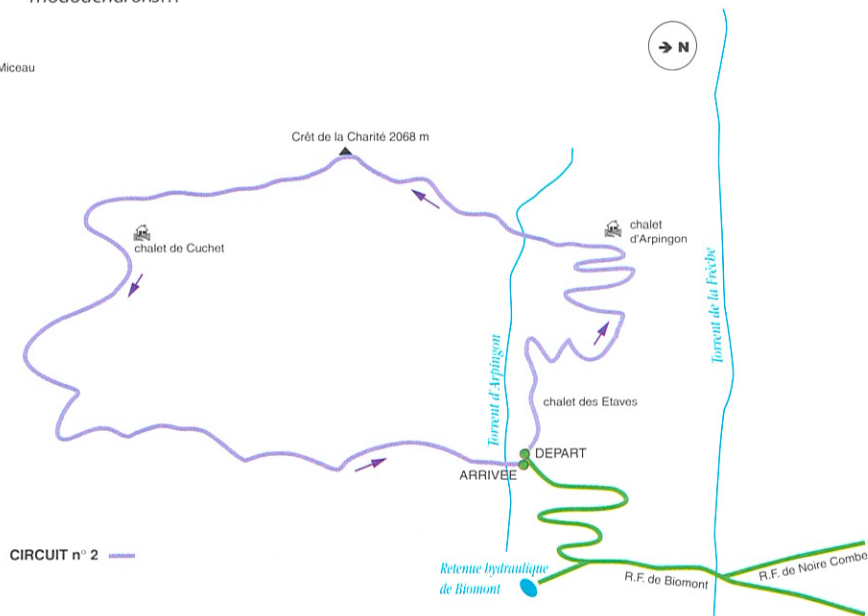 Miceau
N
Crêt de la Charité 2068 m
chalet
d'Arpingon
chalet de Cuchet
Torrent de la Frêche
Torrent d'Arpingon
chalet des Etaves
DEPART
ARRIVÉE
CIRCUIT n° 2
Retenue hydraulique
de Biomont
R.F. de Biomont
R.F. de Noire Combe